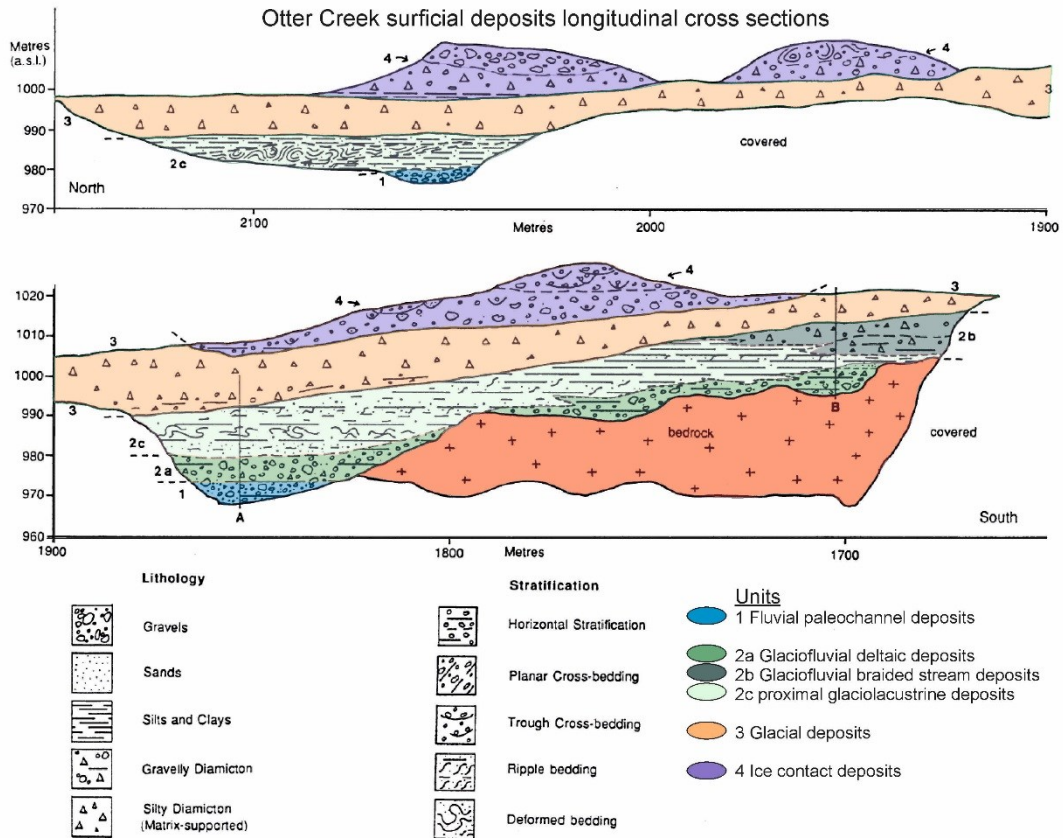 Otter Creek surficial deposits longitudinal cross sections
Metres
(a.s.l.)
4
4
1000
3
3
990
2c
980
1
covered
North
970
2100
Metres
2000
1900
1020
4
4
3
3
1010
2b
1000
3
990
B
bedrock
covered
2c
980
2a
970
1
A
South
960
1900
Metres
1800
1700
Lithology
Gravels
Sands
Silts and Clays
Gravelly Diamicton
Silty Diamicton
(Matrix-supported)
Stratification
Horizontal Stratification
Planar Cross-bedding
Trough Cross-bedding
Ripple bedding
Deformed bedding
Units
1 Fluvial paleochannel deposits
2a Glaciofluvial deltaic deposits
2b Glaciofluvial braided stream deposits
2c proximal glaciolacustrine deposits
3 Glacial deposits
4 Ice contact deposits